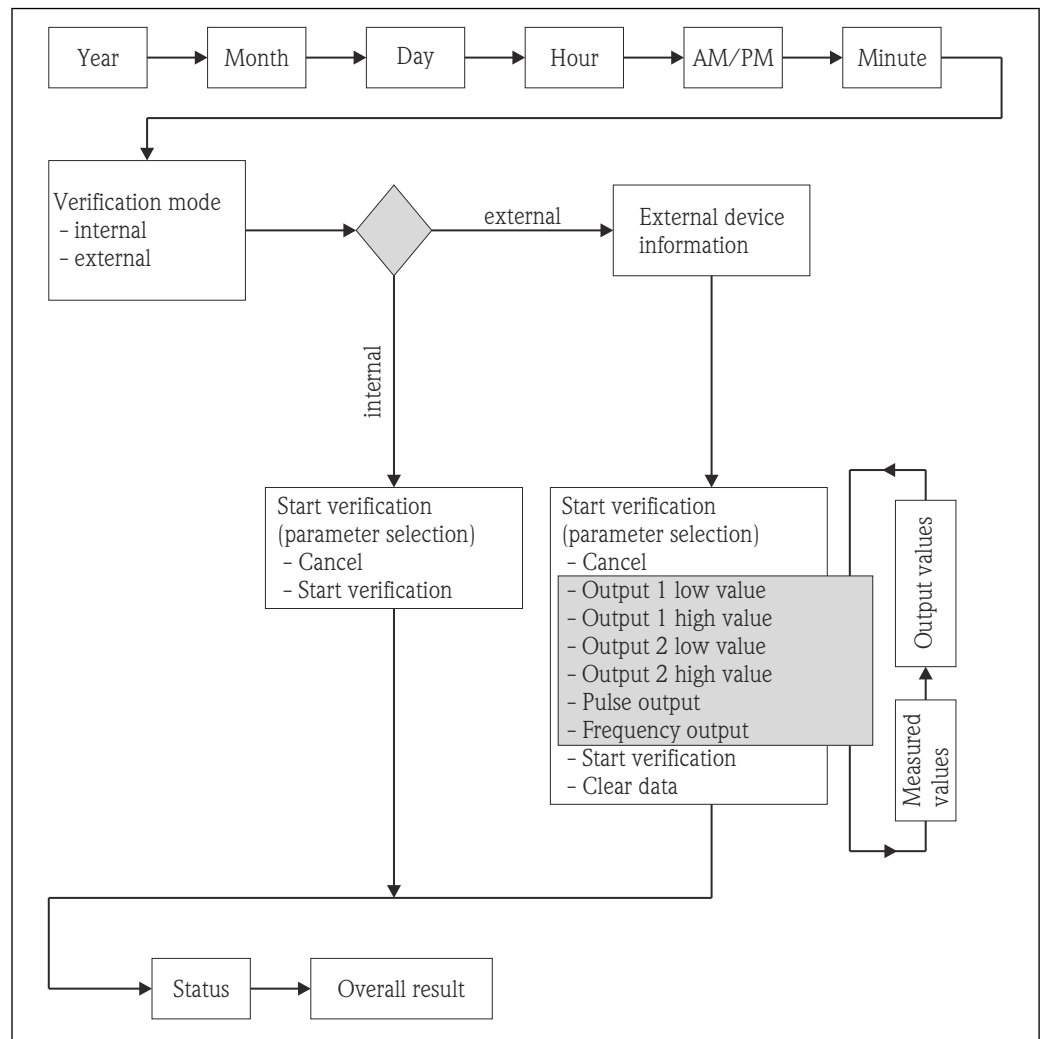 Year
Month
Day
Hour
AM/PM
Minute
Verification mode
– internal
– external
external
External device
information
internal
Start verification
(parameter selection)
– Cancel
– Start verification
Start verification
(parameter selection)
– Cancel
– Output 1 low value
– Output 1 high value
– Output 2 low value
– Output 2 high value
– Pulse output
– Frequency output
– Start verification
– Clear data
Output values
Measured
values
Status
Overall result